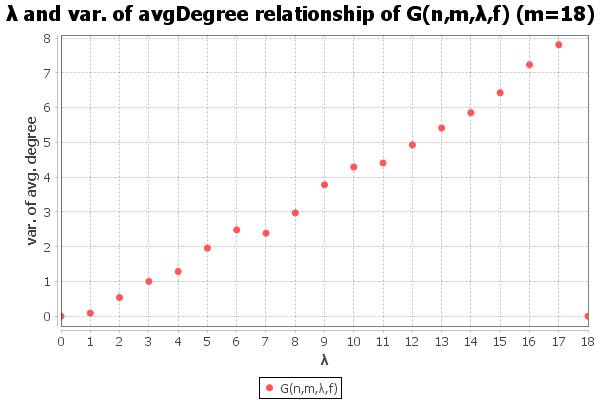 λ and var. of avgDegree relationship of G(n,m,λ,f) (m=18)
var. of avg. degree
8
7
6
5
4
3
2
1
0
0 1 2 3 4 5 6 7 8 9 10 11 12 13 14 15 16 17 18
λ
G(n,m,λ,f)